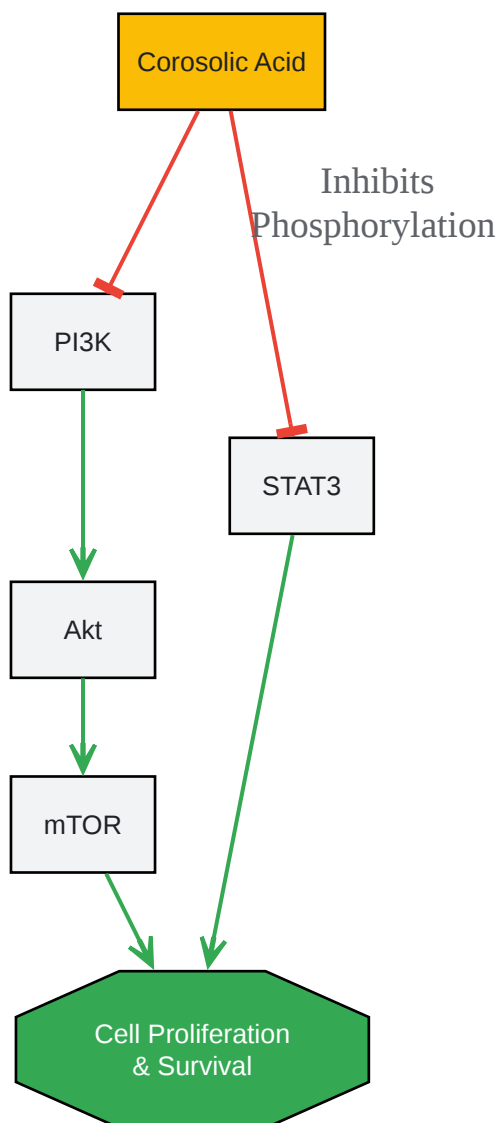 Corosolic Acid
Inhibits
Phosphorylation
PI3K
STAT3
Akt
mTOR
Cell Proliferation
& Survival